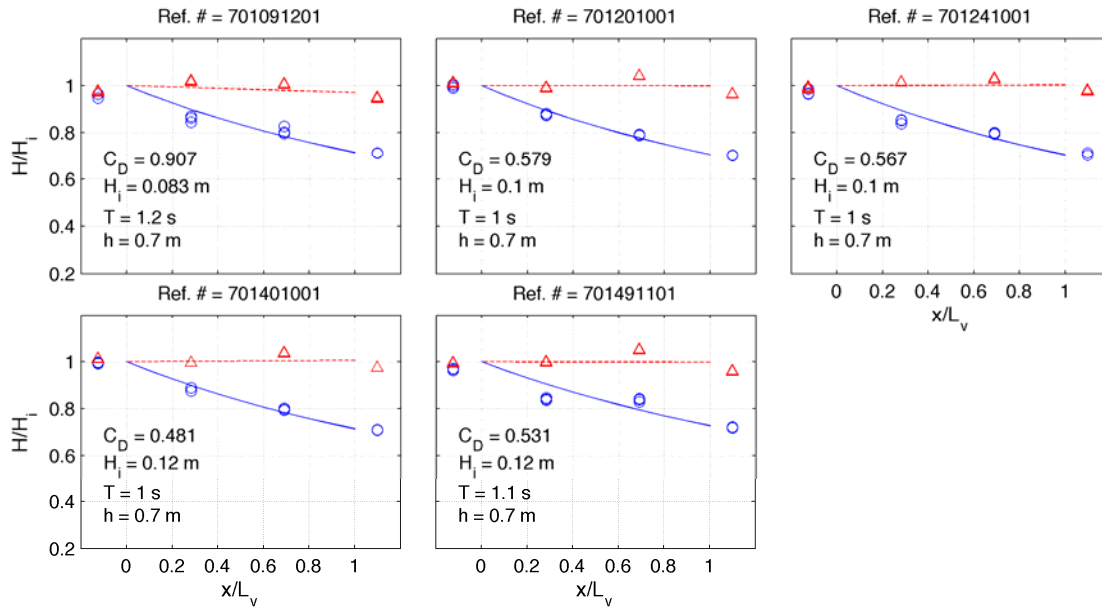 Ref. # = 701091201
Ref. # = 701201001
Ref. # = 701241001
H/H_i
1
0.8
0.6
0.4
0.2
C_D = 0.907
H_i = 0.083 m
T = 1.2 s
h = 0.7 m
C_D = 0.579
H_i = 0.1 m
T = 1 s
h = 0.7 m
C_D = 0.567
H_i = 0.1 m
T = 1 s
h = 0.7 m
0 0.2 0.4 0.6 0.8 1
x/L_v
Ref. # = 701401001
Ref. # = 701491101
H/H_i
1
0.8
0.6
0.4
0.2
C_D = 0.481
H_i = 0.12 m
T = 1 s
h = 0.7 m
C_D = 0.531
H_i = 0.12 m
T = 1.1 s
h = 0.7 m
0 0.2 0.4 0.6 0.8 1
x/L_v
0 0.2 0.4 0.6 0.8 1
x/L_v